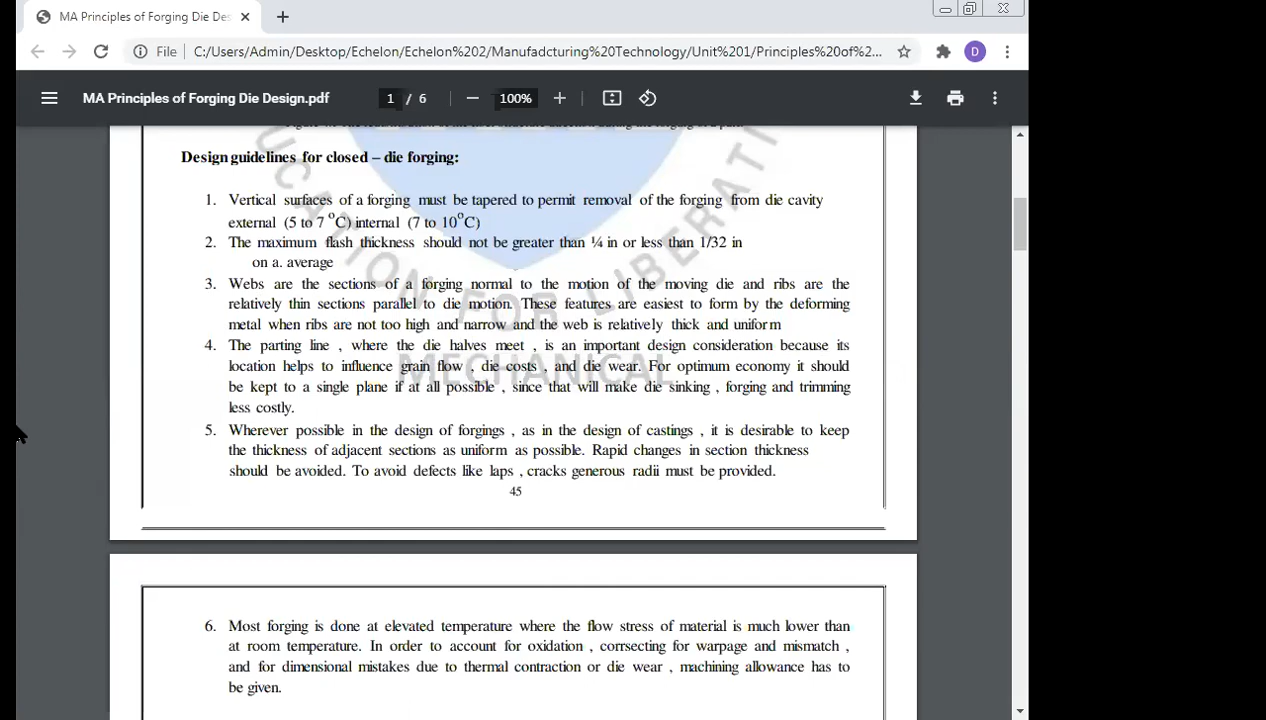 MA Principles of Forging Die Des
File C:/Users/Admin/Desktop/Echelon/Echelon%202/Manufadcturing%20Technology/Unit%201/Principles%20of%2... D
MA Principles of Forging Die Design.pdf 1 / 6 100%
Design guidelines for closed – die forging:
1. Vertical surfaces of a forging must be tapered to permit removal of the forging from die cavity
external (5 to 7 °C) internal (7 to 10°C)
2. The maximum flash thickness should not be greater than ¼ in or less than 1/32 in
on a. average
3. Webs are the sections of a forging normal to the motion of the moving die and ribs are the
relatively thin sections parallel to die motion. These features are easiest to form by the deforming
metal when ribs are not too high and narrow and the web is relatively thick and uniform
4. The parting line , where the die halves meet , is an important design consideration because its
location helps to influence grain flow , die costs , and die wear. For optimum economy it should
be kept to a single plane if at all possible , since that will make die sinking , forging and trimming
less costly.
5. Wherever possible in the design of forgings , as in the design of castings , it is desirable to keep
the thickness of adjacent sections as uniform as possible. Rapid changes in section thickness
should be avoided. To avoid defects like laps , cracks generous radii must be provided.
45
6. Most forging is done at elevated temperature where the flow stress of material is much lower than
at room temperature. In order to account for oxidation , corrsecting for warpage and mismatch ,
and for dimensional mistakes due to thermal contraction or die wear , machining allowance has to
be given.
UCATION FOR LIBERATI
MECHANICAL